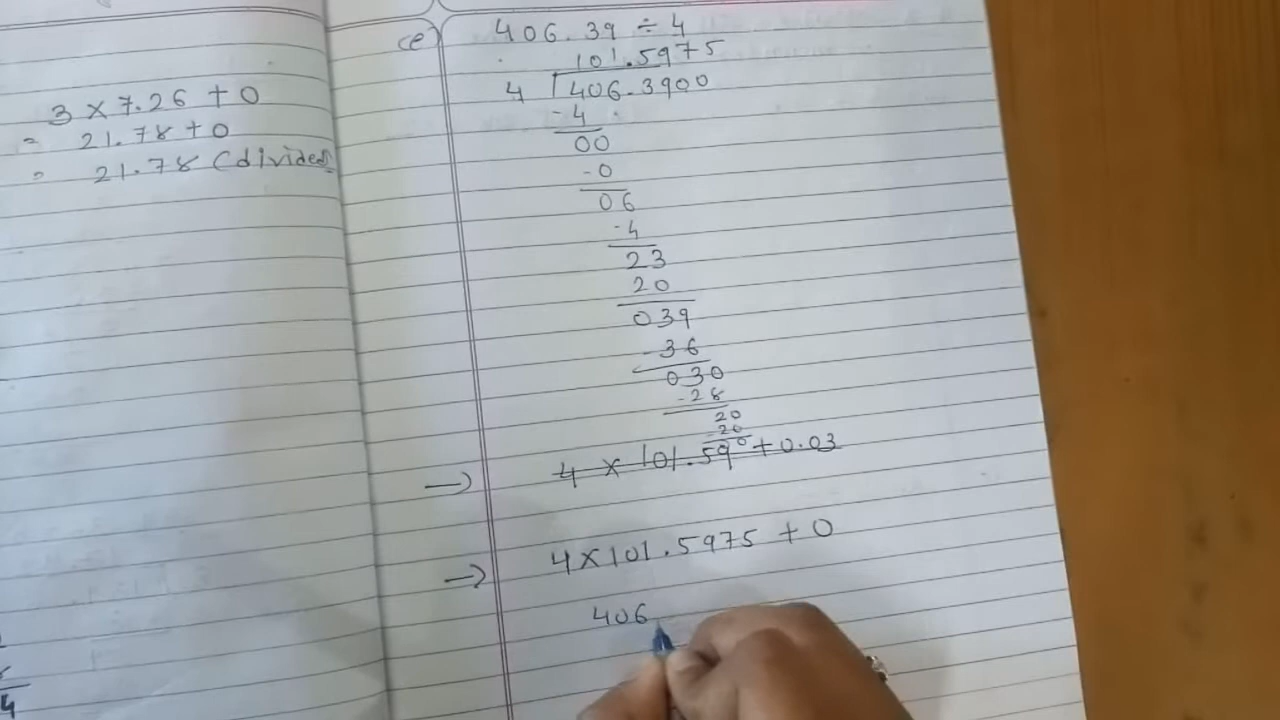 3 × 7.26 + 0
= 21.78 + 0
= 21.78 (divided)
4
(e)
406.39 ÷ 4
101.5975
4 406.3900
-4
00
-0
06
-4
23
20
039
-36
030
-28
20
-20
0
→ 4 × 101.59 + 0.03
→ 4 × 101.5975 + 0
406